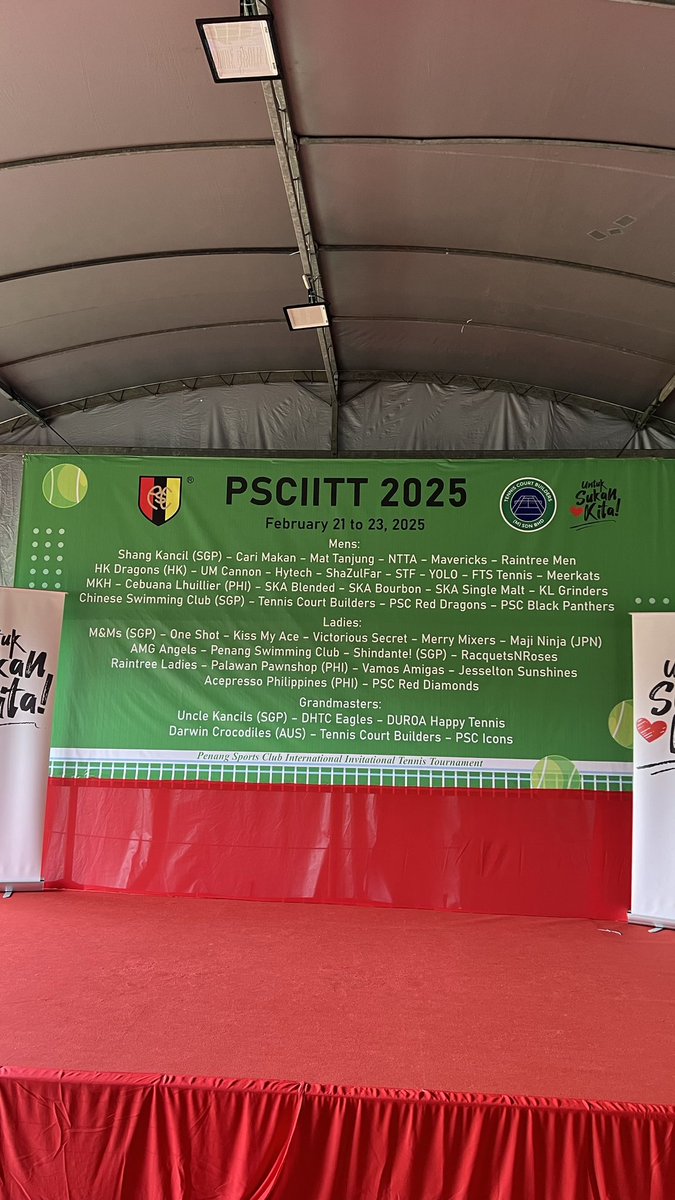 PSCIITT 2025
®
PSC
TENNIS COURT BUILDERS
(M) SDN BHD
Untuk
Sukan
Kita!
February 21 to 23, 2025
Mens:
Shang Kancil (SGP) – Cari Makan – Mat Tanjung – NTTA – Mavericks – Raintree Men
HK Dragons (HK) – UM Cannon – Hytech – ShaZulFar – STF – YOLO – FTS Tennis – Meerkats
MKH – Cebuana Lhuillier (PHI) – SKA Blended – SKA Bourbon – SKA Single Malt – KL Grinders
Chinese Swimming Club (SGP) – Tennis Court Builders – PSC Red Dragons – PSC Black Panthers
Ladies:
M&Ms (SGP) – One Shot – Kiss My Ace – Victorious Secret – Merry Mixers – Maji Ninja (JPN)
AMG Angels – Penang Swimming Club – Shindante! (SGP) – RacquetsNRoses
Raintree Ladies – Palawan Pawnshop (PHI) – Vamos Amigas – Jesselton Sunshines
Acepresso Philippines (PHI) – PSC Red Diamonds
Grandmasters:
Uncle Kancils (SGP) – DHTC Eagles – DUROA Happy Tennis
Darwin Crocodiles (AUS) – Tennis Court Builders – PSC Icons
Penang Sports Club International Invitational Tennis Tournament